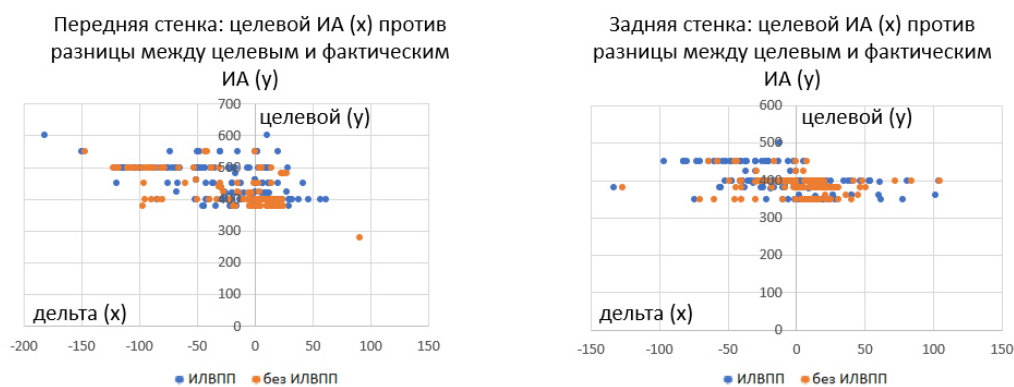 Передняя стенка: целевой ИА (x) против
разницы между целевым и фактическим
ИА (y)
700
целевой (y)
600
500
400
300
200
100
дельта (x)
0
-200
-150
-100
-50
0
50
100
150
ИЛВПП
без ИЛВПП
Задняя стенка: целевой ИА (x) против
разницы между целевым и фактическим
ИА (y)
600
целевой (y)
500
400
300
200
100
дельта (x)
0
-150
-100
-50
0
50
100
150
ИЛВПП
без ИЛВПП